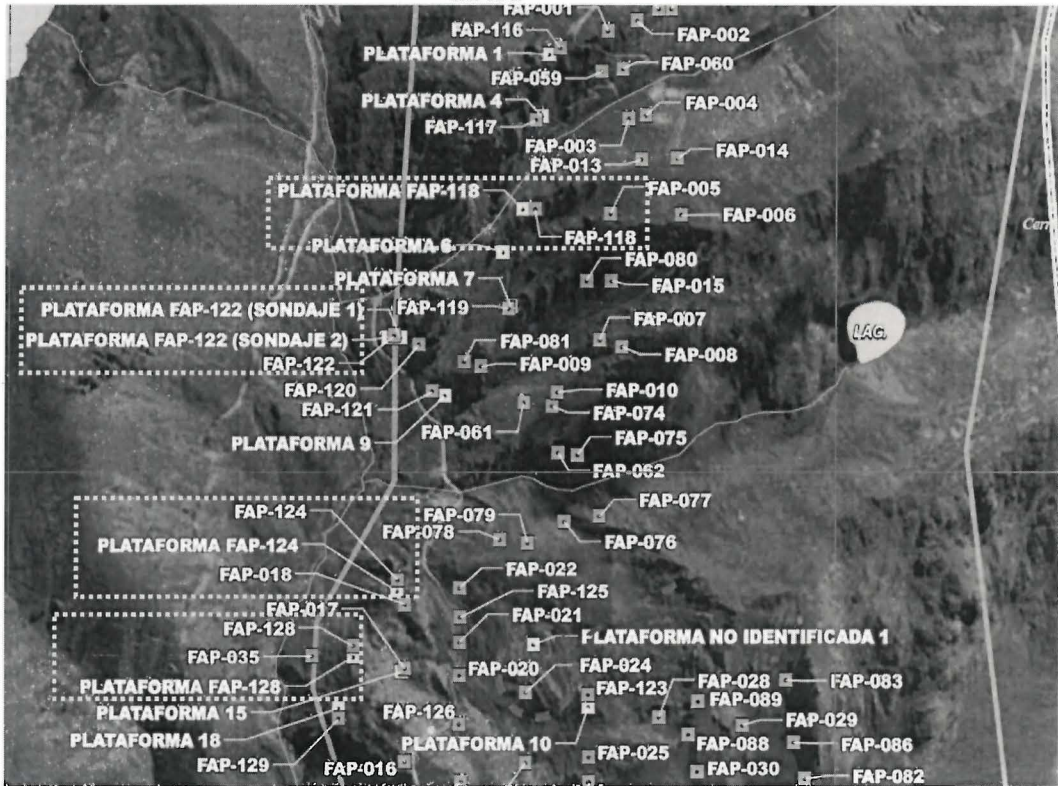 FAP-001
FAP-116
FAP-002
PLATAFORMA 1
FAP-060
FAP-059
PLATAFORMA 4
FAP-004
FAP-117
FAP-003
FAP-013
FAP-014
PLATAFORMA FAP-118
FAP-005
FAP-006
Cerr
FAP-118
PLATAFORMA 6
FAP-080
PLATAFORMA 7
FAP-015
PLATAFORMA FAP-122 (SONDAJE 1)
FAP-119
FAP-007
LAG.
PLATAFORMA FAP-122 (SONDAJE 2)
FAP-081
FAP-008
FAP-122
FAP-009
FAP-120
FAP-010
FAP-121
FAP-074
FAP-061
PLATAFORMA 9
FAP-075
FAP-062
FAP-077
FAP-124
FAP-079
FAP-078
FAP-076
PLATAFORMA FAP-124
FAP-018
FAP-022
FAP-125
FAP-017
FAP-021
FAP-128
PLATAFORMA NO IDENTIFICADA 1
FAP-035
FAP-024
FAP-020
FAP-028
FAP-083
PLATAFORMA FAP-128
FAP-123
FAP-089
PLATAFORMA 15
FAP-126
FAP-029
PLATAFORMA 18
PLATAFORMA 10
FAP-088
FAP-086
FAP-129
FAP-016
FAP-025
FAP-030
FAP-082